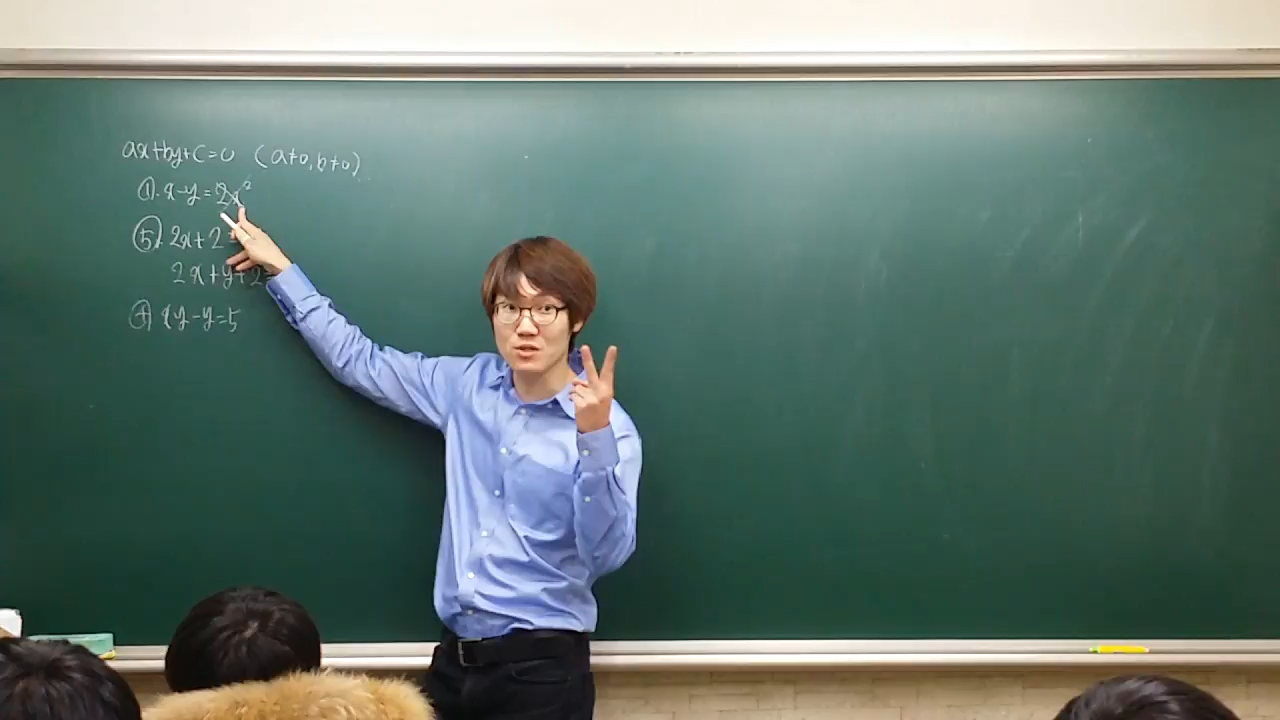 ax+by+c=0 (a≠0, b≠0)
①. x-y=2x²
⑤. 2x+2
2x+y+2=
④ xy-y=5